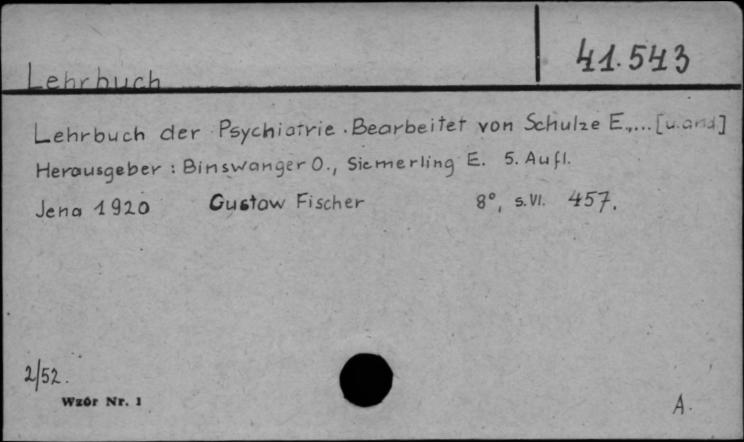 41.543
Lehrbuch
Lehrbuch der Psychiatrie. Bearbeitet von Schulze E.,... [u. and]
Herausgeber: Binswanger O., Siemerling E. 5. Aufl.
Jena 1920 Gustaw Fischer 8°, s. VI. 457.
2/52.
Wzór Nr. 1
A.